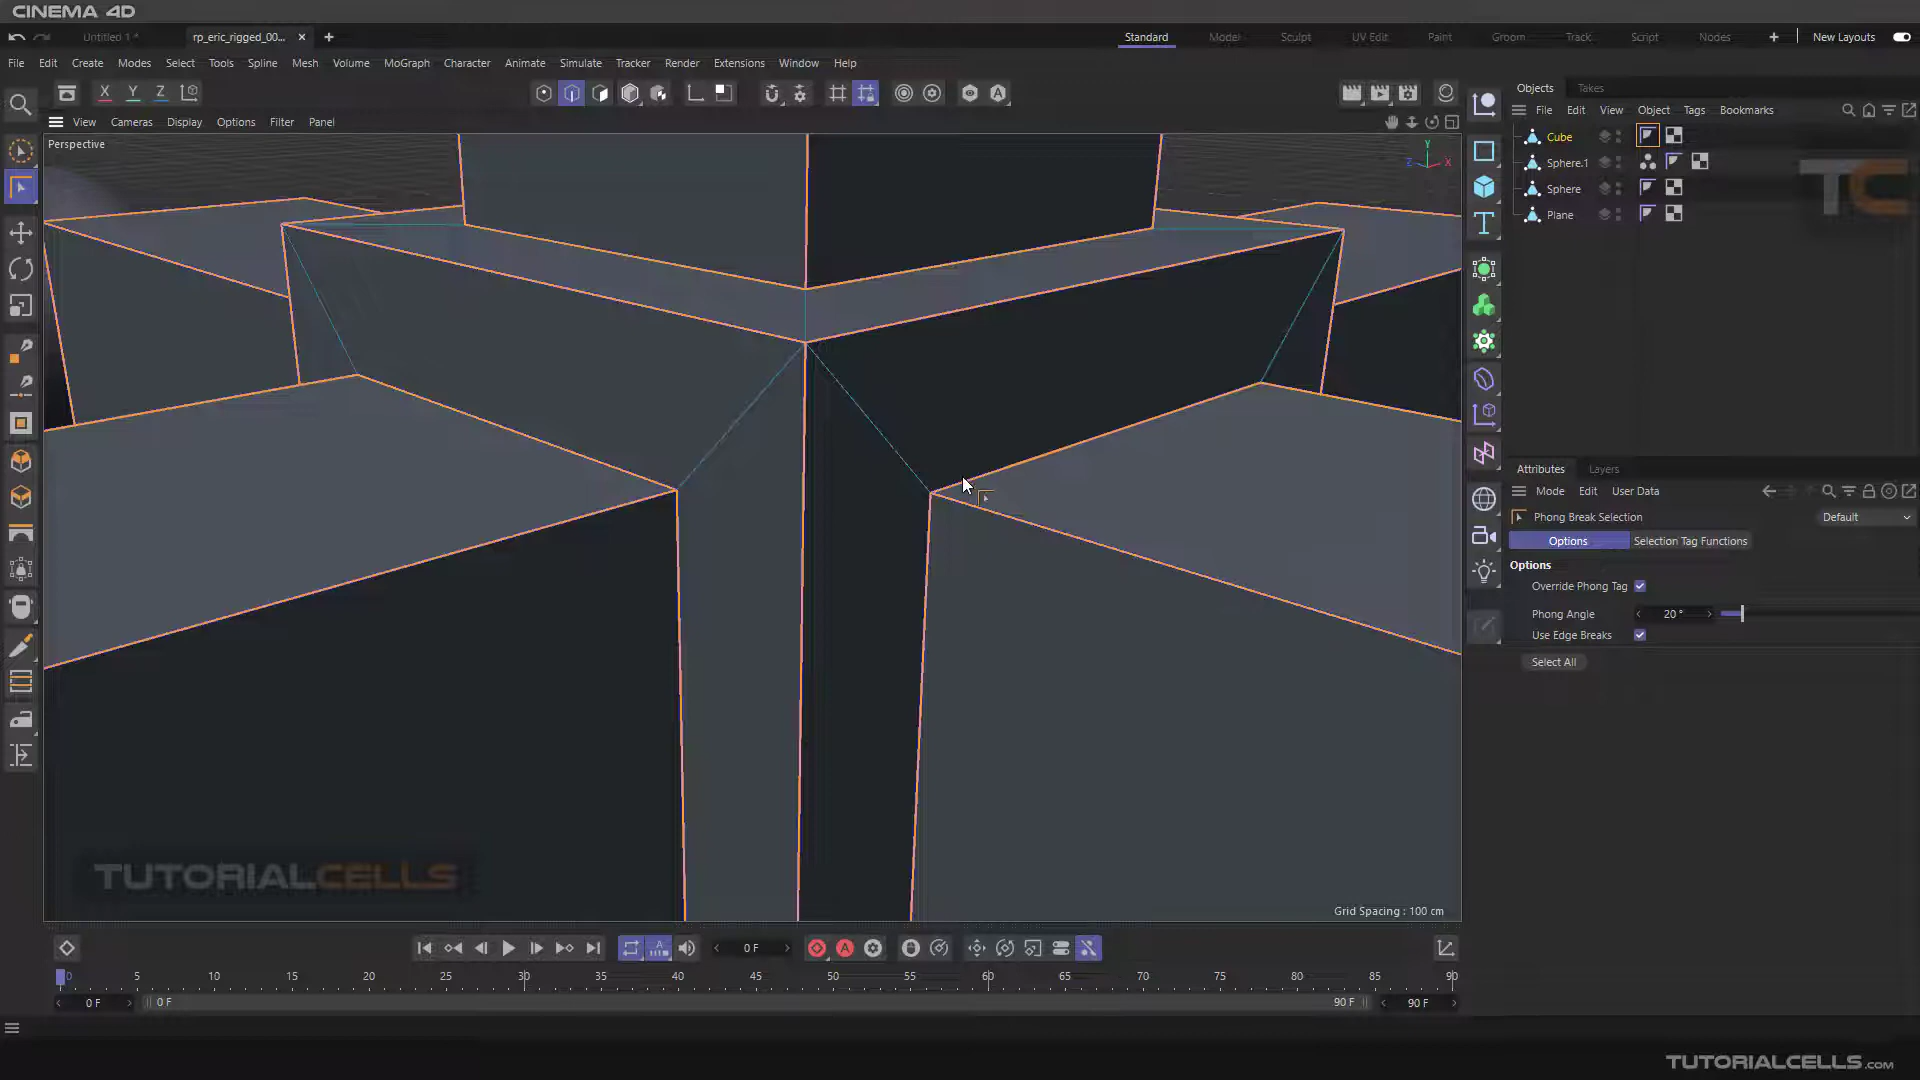 CINEMA 4D
Untitled 1 *
rp_eric_rigged_00...
Standard
Model
Sculpt
UV Edit
Paint
Groom
Track
Script
Nodes
New Layouts
File Edit Create Modes Select Tools Spline Mesh Volume MoGraph Character Animate Simulate Tracker Render Extensions Window Help
X Y Z
View Cameras Display Options Filter Panel
Perspective
Y
Z X
Objects Takes
File Edit View Object Tags Bookmarks
Cube
Sphere.1
Sphere
Plane
TC
Attributes Layers
Mode Edit User Data
Phong Break Selection
Default
Options
Selection Tag Functions
Options
Override Phong Tag
Phong Angle
20 °
Use Edge Breaks
Select All
TUTORIALCELLS
Grid Spacing : 100 cm
0 F
0 5 10 15 20 25 30 35 40 45 50 55 60 65 70 75 80 85 90
0 F
0 F
90 F
90 F
TUTORIALCELLS.com